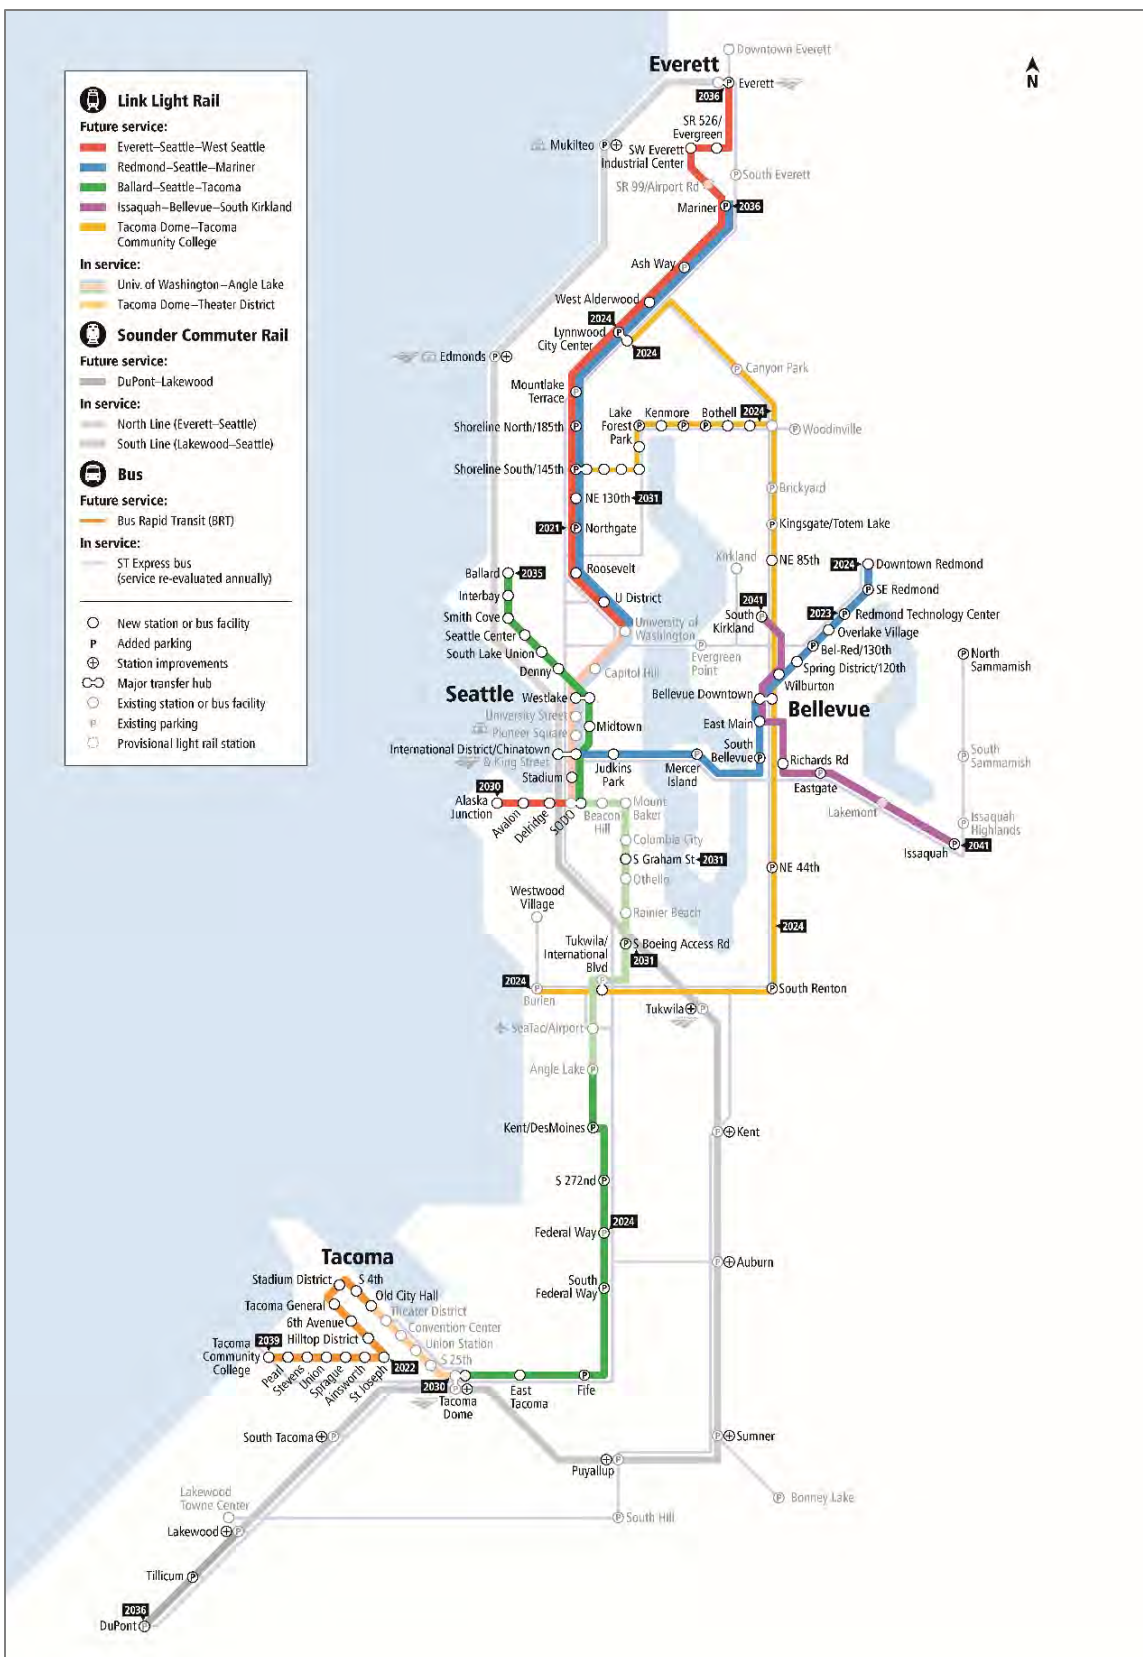 Link Light Rail
Future service:
Everett–Seattle–West Seattle
Redmond–Seattle–Mariner
Ballard–Seattle–Tacoma
Issaquah–Bellevue–South Kirkland
Tacoma Dome–Tacoma
Community College
In service:
Univ. of Washington–Angle Lake
Tacoma Dome–Theater District
Sounder Commuter Rail
Future service:
DuPont–Lakewood
In service:
North Line (Everett–Seattle)
South Line (Lakewood–Seattle)
Bus
Future service:
Bus Rapid Transit (BRT)
In service:
ST Express bus
(service re-evaluated annually)
New station or bus facility
P Added parking
Station improvements
Major transfer hub
Existing station or bus facility
P Existing parking
Provisional light rail station
N
Downtown Everett
Everett
Everett
2036
SR 526/
Evergreen
Mukilteo
SW Everett
Industrial Center
South Everett
SR 99/Airport Rd
Mariner
2036
Ash Way
West Alderwood
2024
Lynnwood
City Center
2024
Edmonds
Canyon Park
Mountlake
Terrace
Lake
Forest
Park
Kenmore
Bothell
2024
Woodinville
Shoreline North/185th
Shoreline South/145th
Brickyard
NE 130th
2031
2021
Northgate
Kingsgate/Totem Lake
Kirkland
NE 85th
2024
Downtown Redmond
Ballard
2035
Roosevelt
SE Redmond
Interbay
U District
2041
South
Kirkland
2023
Redmond Technology Center
Smith Cove
University of
Washington
Overlake Village
Seattle Center
Bel-Red/130th
South Lake Union
Evergreen
Point
Spring District/120th
North
Sammamish
Denny
Capitol Hill
Wilburton
Seattle
Westlake
Bellevue Downtown
Bellevue
University Street
Midtown
East Main
Pioneer Square
International District/Chinatown
& King Street
Judkins
Park
Mercer
Island
South
Bellevue
Richards Rd
South
Sammamish
Stadium
Eastgate
2030
Alaska
Junction
Avalon
Delridge
SODO
Beacon
Hill
Mount
Baker
Lakemont
Issaquah
Highlands
Columbia City
Issaquah
2041
S Graham St
2031
NE 44th
Othello
Westwood
Village
Rainier Beach
2024
Tukwila/
International
Blvd
S Boeing Access Rd
2031
2024
Burien
South Renton
Tukwila
SeaTac/Airport
Angle Lake
Kent/DesMoines
Kent
S 272nd
2024
Federal Way
Auburn
South
Federal Way
Tacoma
Stadium District
S 4th
Old City Hall
Tacoma General
Theater District
6th Avenue
Convention Center
Hilltop District
Union Station
2039
Tacoma
Community
College
S 25th
2022
Pearl
Stevens
Union
Sprague
Ainsworth
St Joseph
2030
Tacoma
Dome
East
Tacoma
Fife
South Tacoma
Sumner
Puyallup
Lakewood
Towne Center
Bonney Lake
South Hill
Lakewood
Tillicum
2036
DuPont